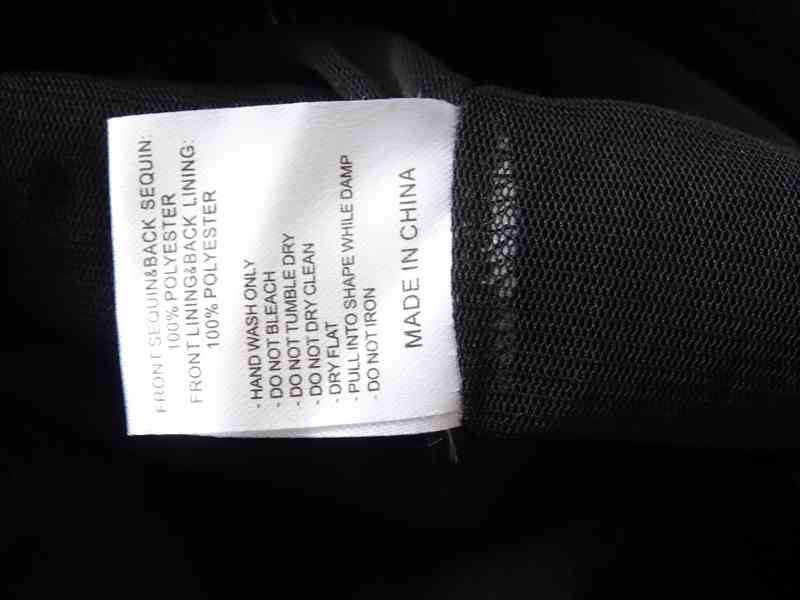 FRONT SEQUIN&BACK SEQUIN:
100% POLYESTER
FRONT LINING&BACK LINING:
100% POLYESTER
- HAND WASH ONLY
- DO NOT BLEACH
- DO NOT TUMBLE DRY
- DO NOT DRY CLEAN
- DRY FLAT
- PULL INTO SHAPE WHILE DAMP
- DO NOT IRON
MADE IN CHINA